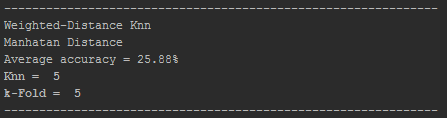 --------------------------------------------------------------
Weighted-Distance Knn
Manhatan Distance
Average accuracy = 25.88%
Knn =  5
k-Fold =  5
--------------------------------------------------------------